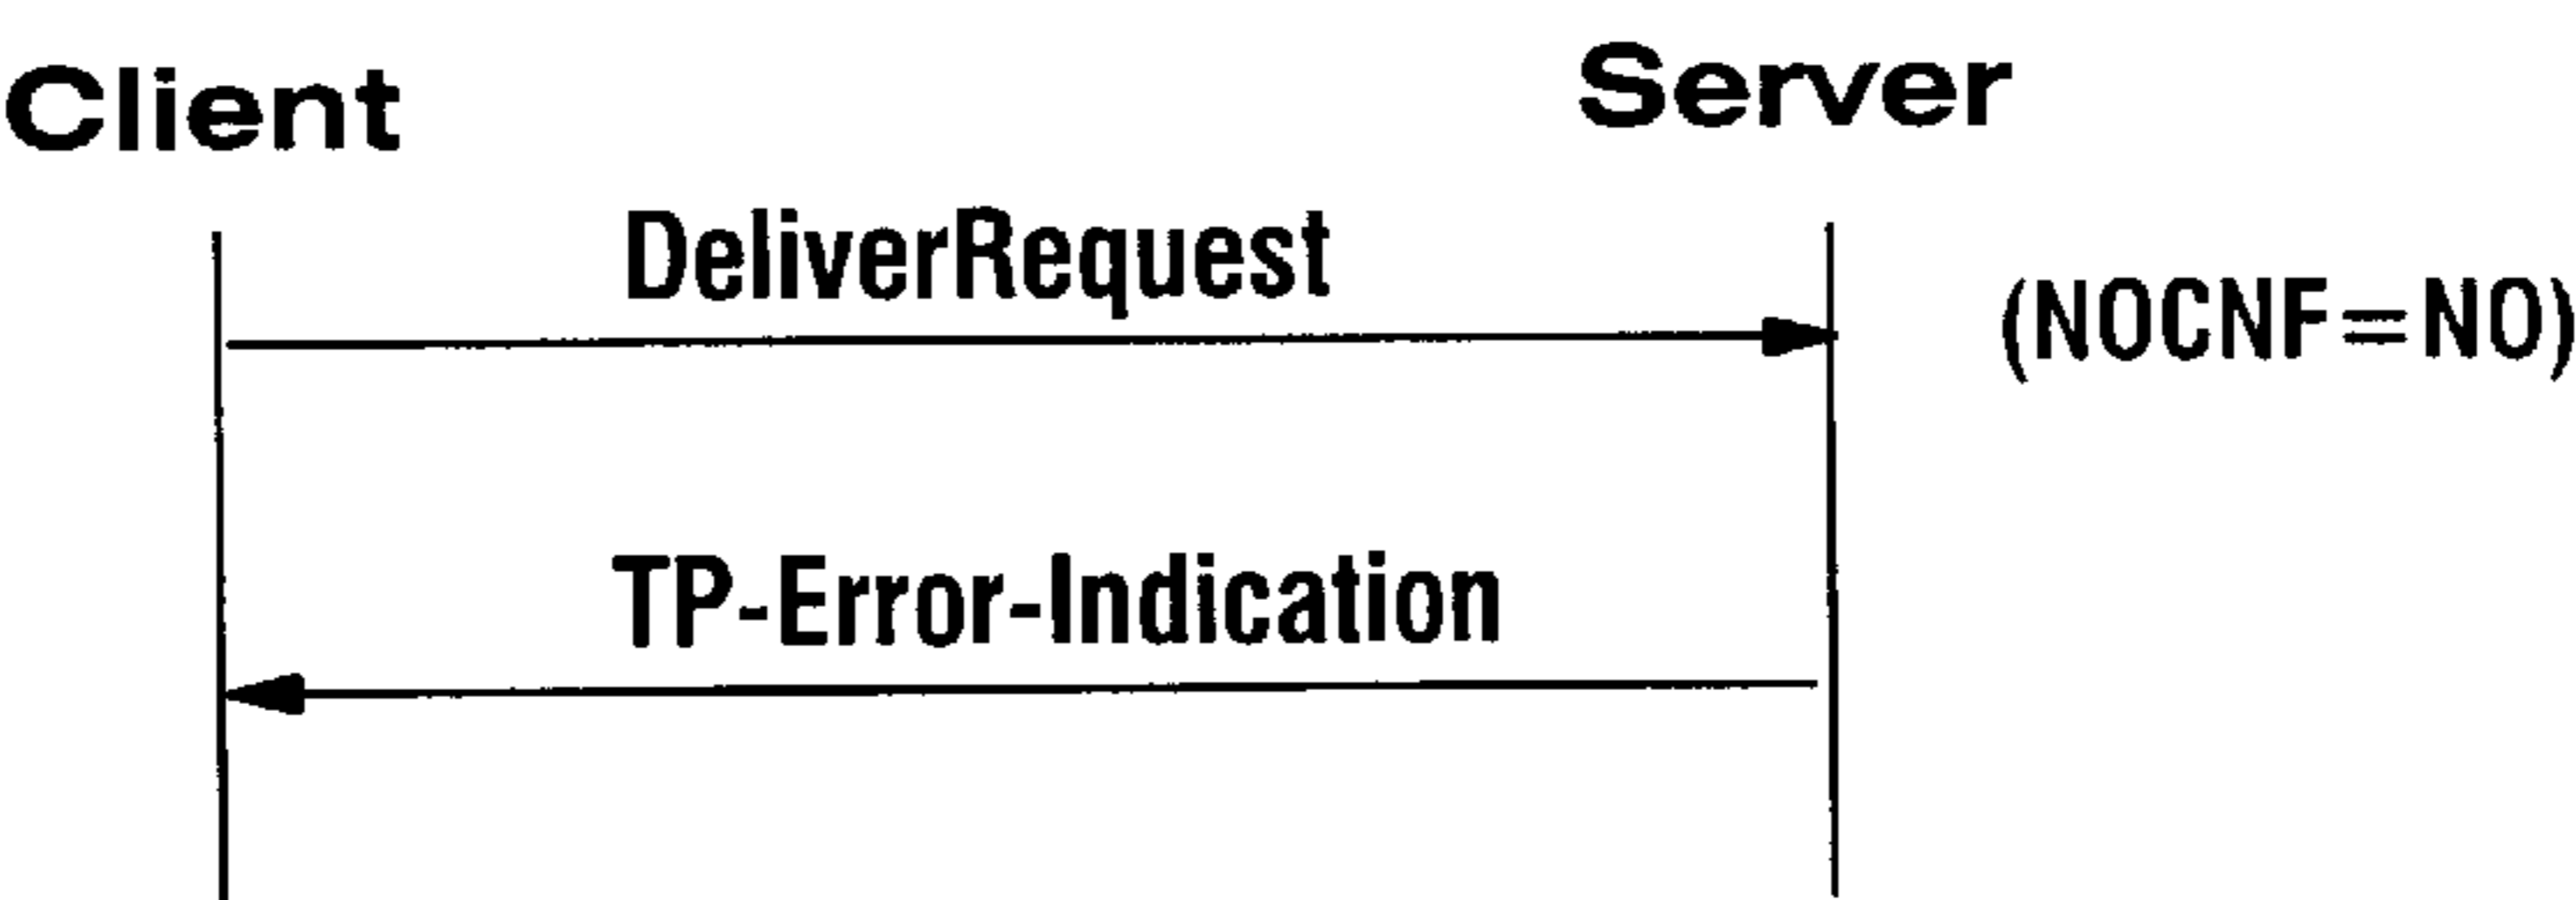 Client
Server
DeliverRequest
(NOCNF=NO)
TP-Error-Indication